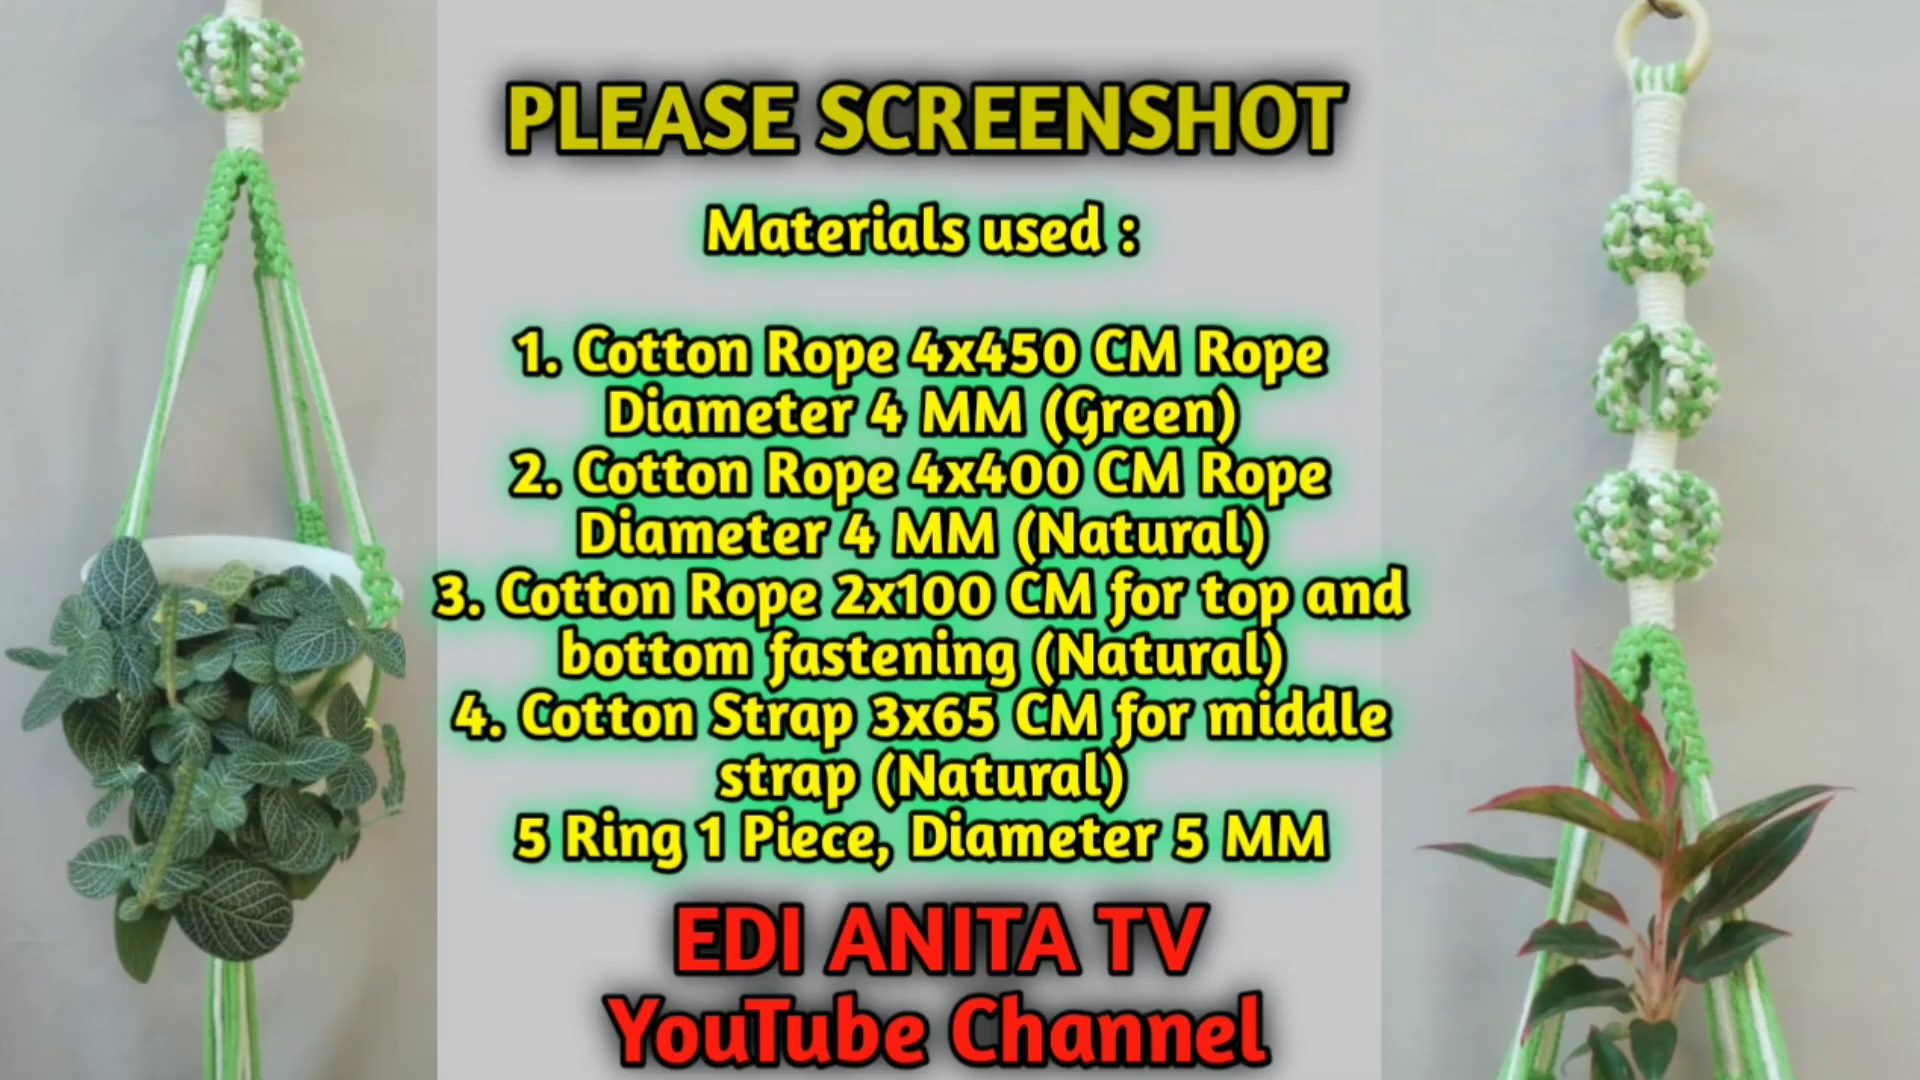 PLEASE SCREENSHOT
Materials used :
1. Cotton Rope 4x450 CM Rope
Diameter 4 MM (Green)
2. Cotton Rope 4x400 CM Rope
Diameter 4 MM (Natural)
3. Cotton Rope 2x100 CM for top and
bottom fastening (Natural)
4. Cotton Strap 3x65 CM for middle
strap (Natural)
5 Ring 1 Piece, Diameter 5 MM
EDI ANITA TV
YouTube Channel